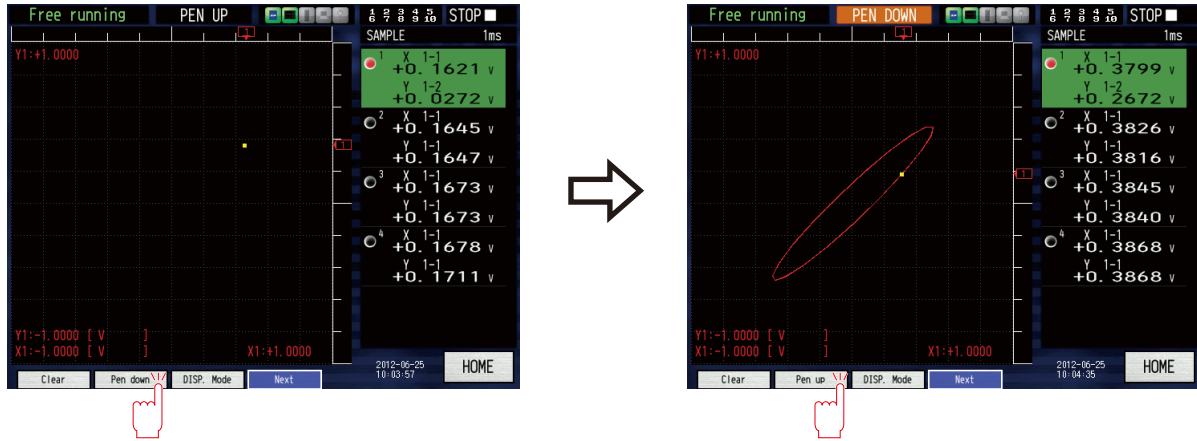 Free running PEN UP 1 2 3 4 5 STOP
6 7 8 9 10
1
SAMPLE 1ms
Y1:+1.0000
1 X 1-1
+0.1621 V
Y 1-2
+0.0272 V
2 X 1-1
+0.1645 V
Y 1-1
+0.1647 V
1
3 X 1-1
+0.1673 V
Y 1-1
+0.1673 V
4 X 1-1
+0.1678 V
Y 1-1
+0.1711 V
Y1:-1.0000 [ V ]
X1:-1.0000 [ V ] X1:+1.0000
2012-06-25
10:03:57
HOME
Clear Pen down DISP. Mode Next
Free running PEN DOWN 1 2 3 4 5 STOP
6 7 8 9 10
1
SAMPLE 1ms
Y1:+1.0000
1 X 1-1
+0.3799 V
Y 1-2
+0.2672 V
2 X 1-1
+0.3826 V
Y 1-1
+0.3816 V
1
3 X 1-1
+0.3845 V
Y 1-1
+0.3840 V
4 X 1-1
+0.3868 V
Y 1-1
+0.3868 V
Y1:-1.0000 [ V ]
X1:-1.0000 [ V ] X1:+1.0000
2012-06-25
10:04:35
HOME
Clear Pen up DISP. Mode Next